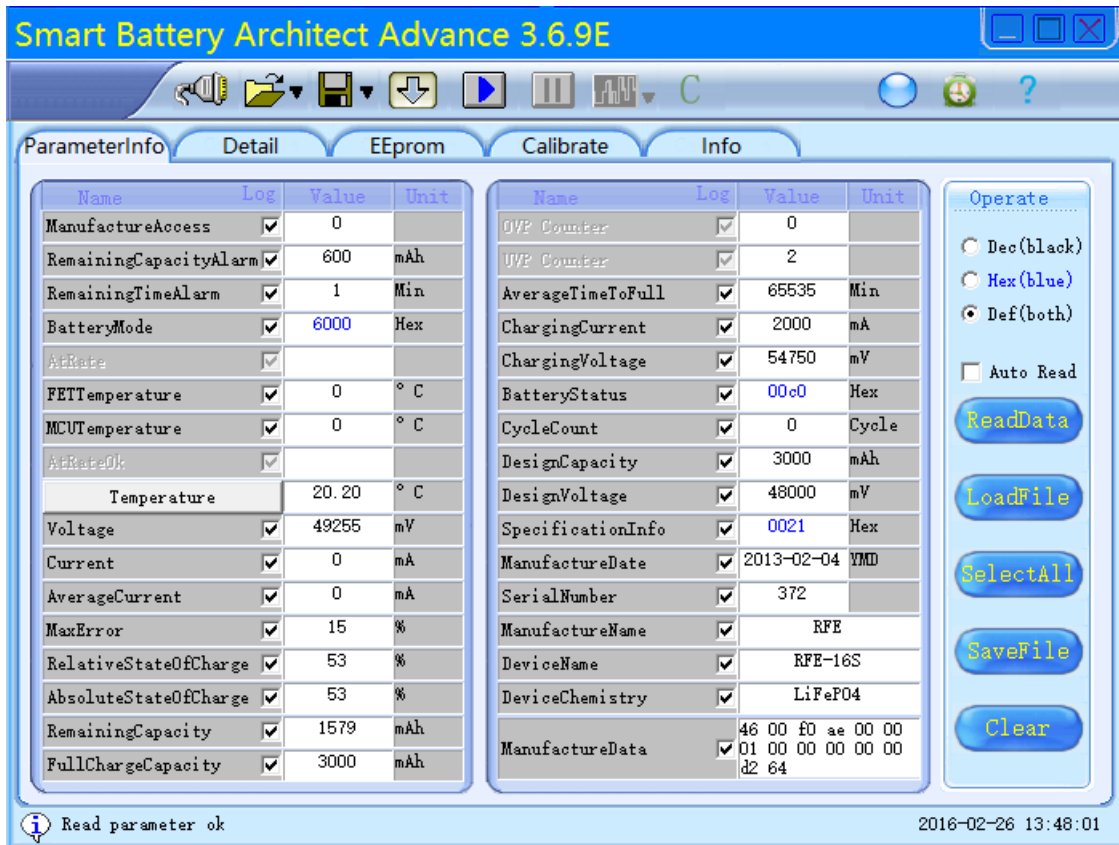 Smart Battery Architect Advance 3.6.9E
C ?
ParameterInfo Detail EEprom Calibrate Info
Name Log Value Unit
ManufactureAccess 0
RemainingCapacityAlarm 600 mAh
RemainingTimeAlarm 1 Min
BatteryMode 6000 Hex
AtRate
FETTemperature 0 °C
MCUTemperature 0 °C
AtRateOk
Temperature 20.20 °C
Voltage 49255 mV
Current 0 mA
AverageCurrent 0 mA
MaxError 15 %
RelativeStateOfCharge 53 %
AbsoluteStateOfCharge 53 %
RemainingCapacity 1579 mAh
FullChargeCapacity 3000 mAh
Name Log Value Unit
OVP Counter 0
UVP Counter 2
AverageTimeToFull 65535 Min
ChargingCurrent 2000 mA
ChargingVoltage 54750 mV
BatteryStatus 00c0 Hex
CycleCount 0 Cycle
DesignCapacity 3000 mAh
DesignVoltage 48000 mV
SpecificationInfo 0021 Hex
ManufactureDate 2013-02-04 YMD
SerialNumber 372
ManufactureName RFE
DeviceName RFE-16S
DeviceChemistry LiFePO4
ManufactureData
46 00 f0 ae 00 00
01 00 00 00 00 00
d2 64
Operate
Dec(black)
Hex(blue)
Def(both)
Auto Read
ReadData
LoadFile
SelectAll
SaveFile
Clear
Read parameter ok 2016-02-26 13:48:01